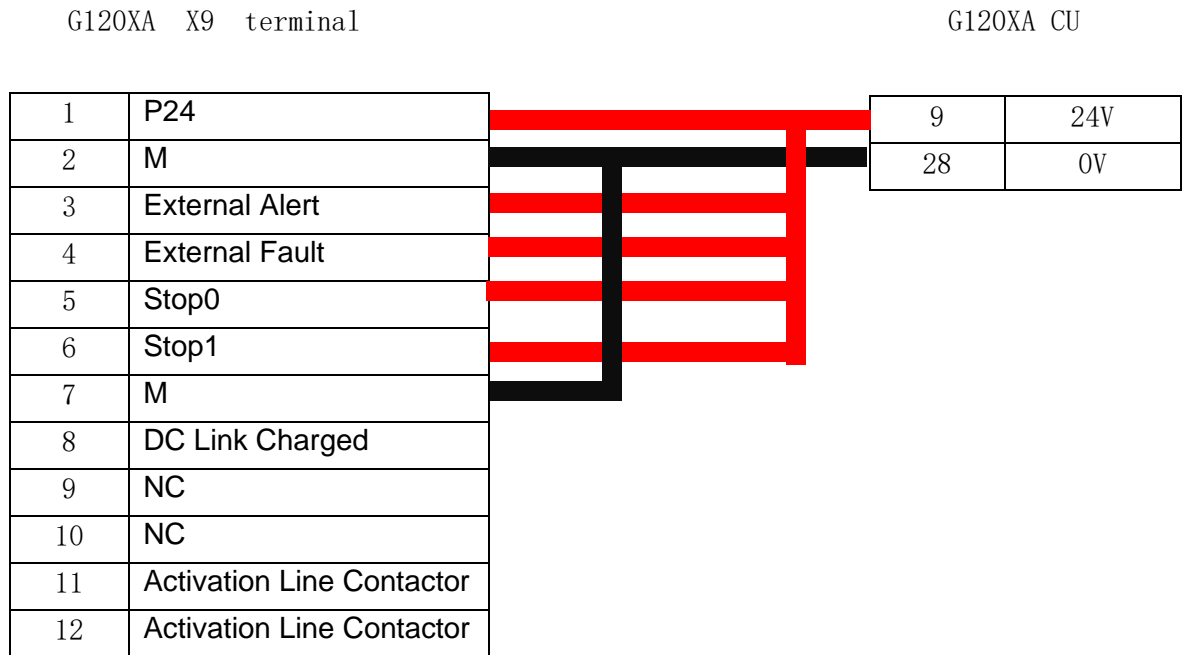 G120XA X9 terminal G120XA CU
1 P24 9 24V
2 M 28 0V
3 External Alert
4 External Fault
5 Stop0
6 Stop1
7 M
8 DC Link Charged
9 NC
10 NC
11 Activation Line Contactor
12 Activation Line Contactor